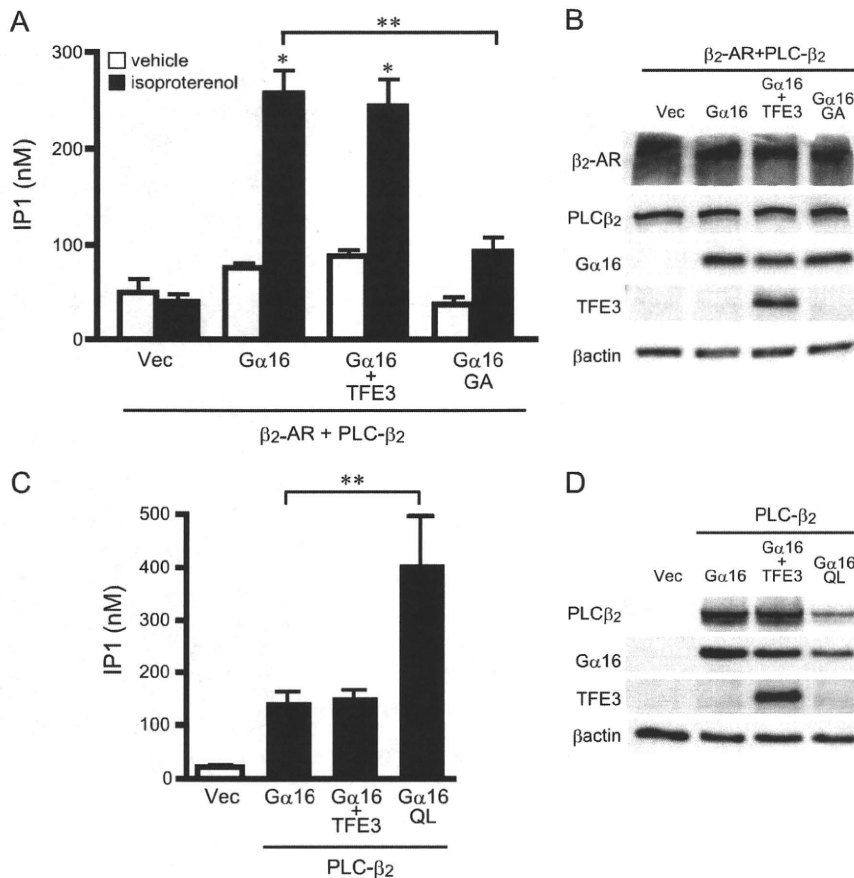 A
**
300
vehicle
isoproterenol
*
*
200
100
0
IP1 (nM)
Vec
Gα16
Gα16
+
TFE3
Gα16
GA
β2-AR + PLC-β2
B
β2-AR+PLC-β2
Vec
Gα16
Gα16
+
TFE3
Gα16
GA
β2-AR
PLCβ2
Gα16
TFE3
βactin
C
**
500
400
300
200
100
0
IP1 (nM)
Vec
Gα16
Gα16
+
TFE3
Gα16
QL
PLC-β2
D
PLC-β2
Vec
Gα16
Gα16
+
TFE3
Gα16
QL
PLCβ2
Gα16
TFE3
βactin